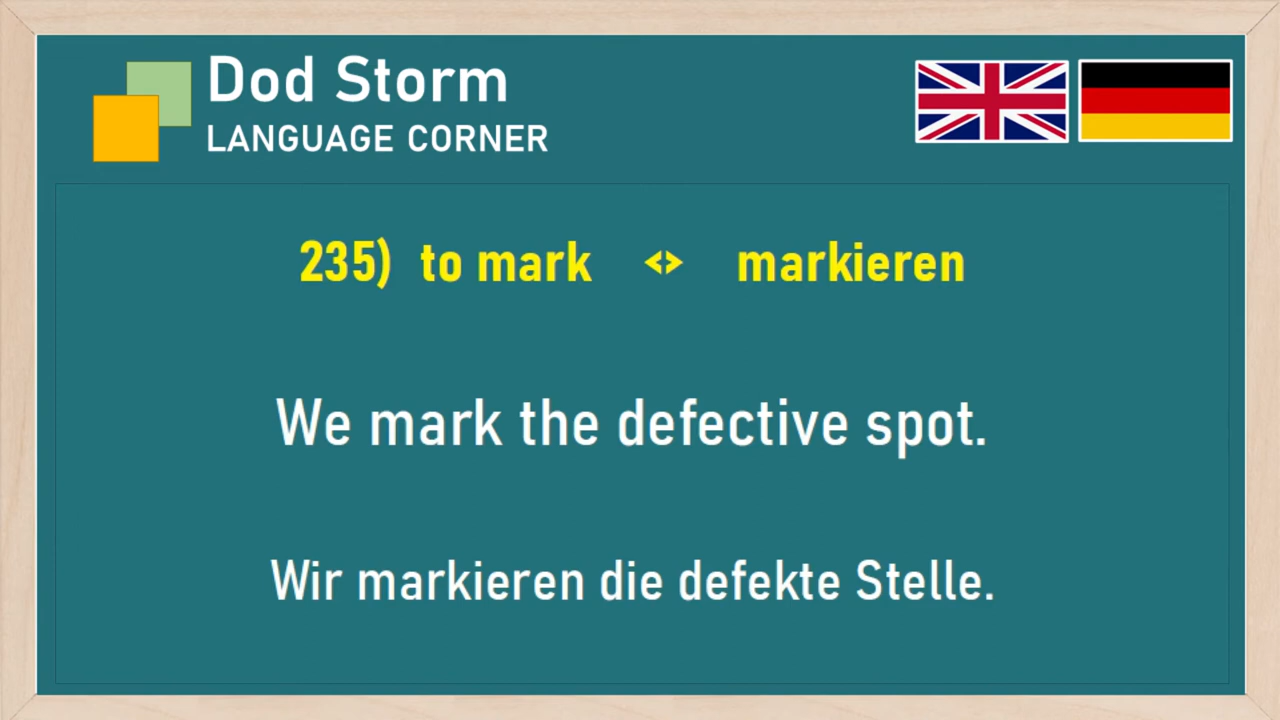 Dod Storm
LANGUAGE CORNER
235) to mark <> markieren
We mark the defective spot.
Wir markieren die defekte Stelle.